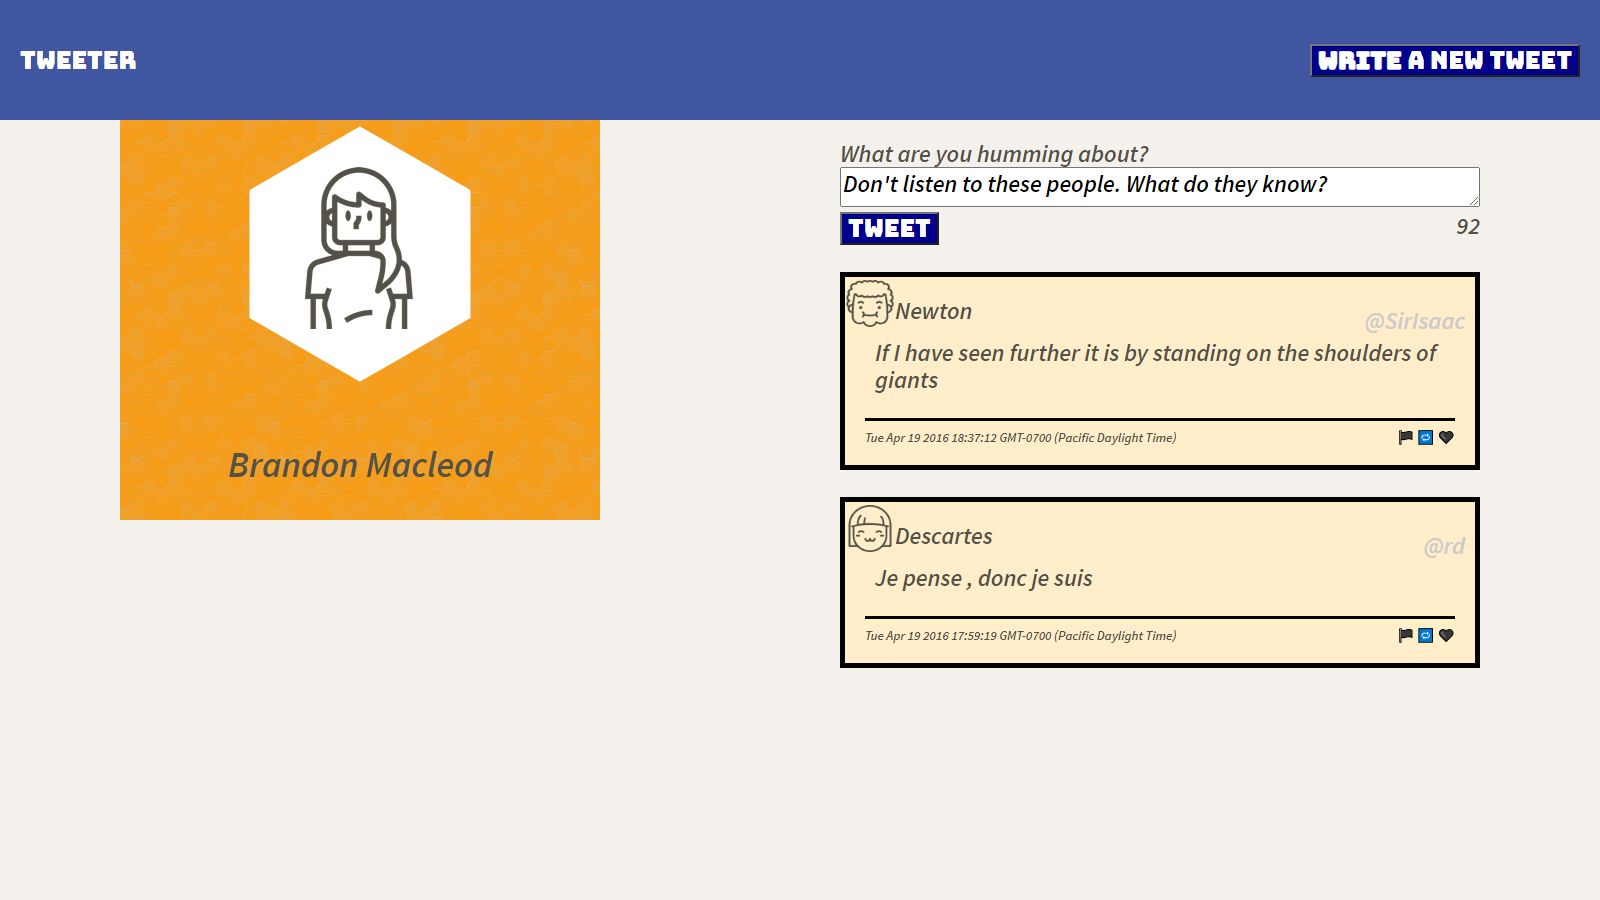 TWEETER
WRITE A NEW TWEET
Brandon Macleod
What are you humming about?
Don't listen to these people. What do they know?
TWEET
92
Newton
@SirIsaac
If I have seen further it is by standing on the shoulders of
giants
Tue Apr 19 2016 18:37:12 GMT-0700 (Pacific Daylight Time)
Descartes
@rd
Je pense , donc je suis
Tue Apr 19 2016 17:59:19 GMT-0700 (Pacific Daylight Time)